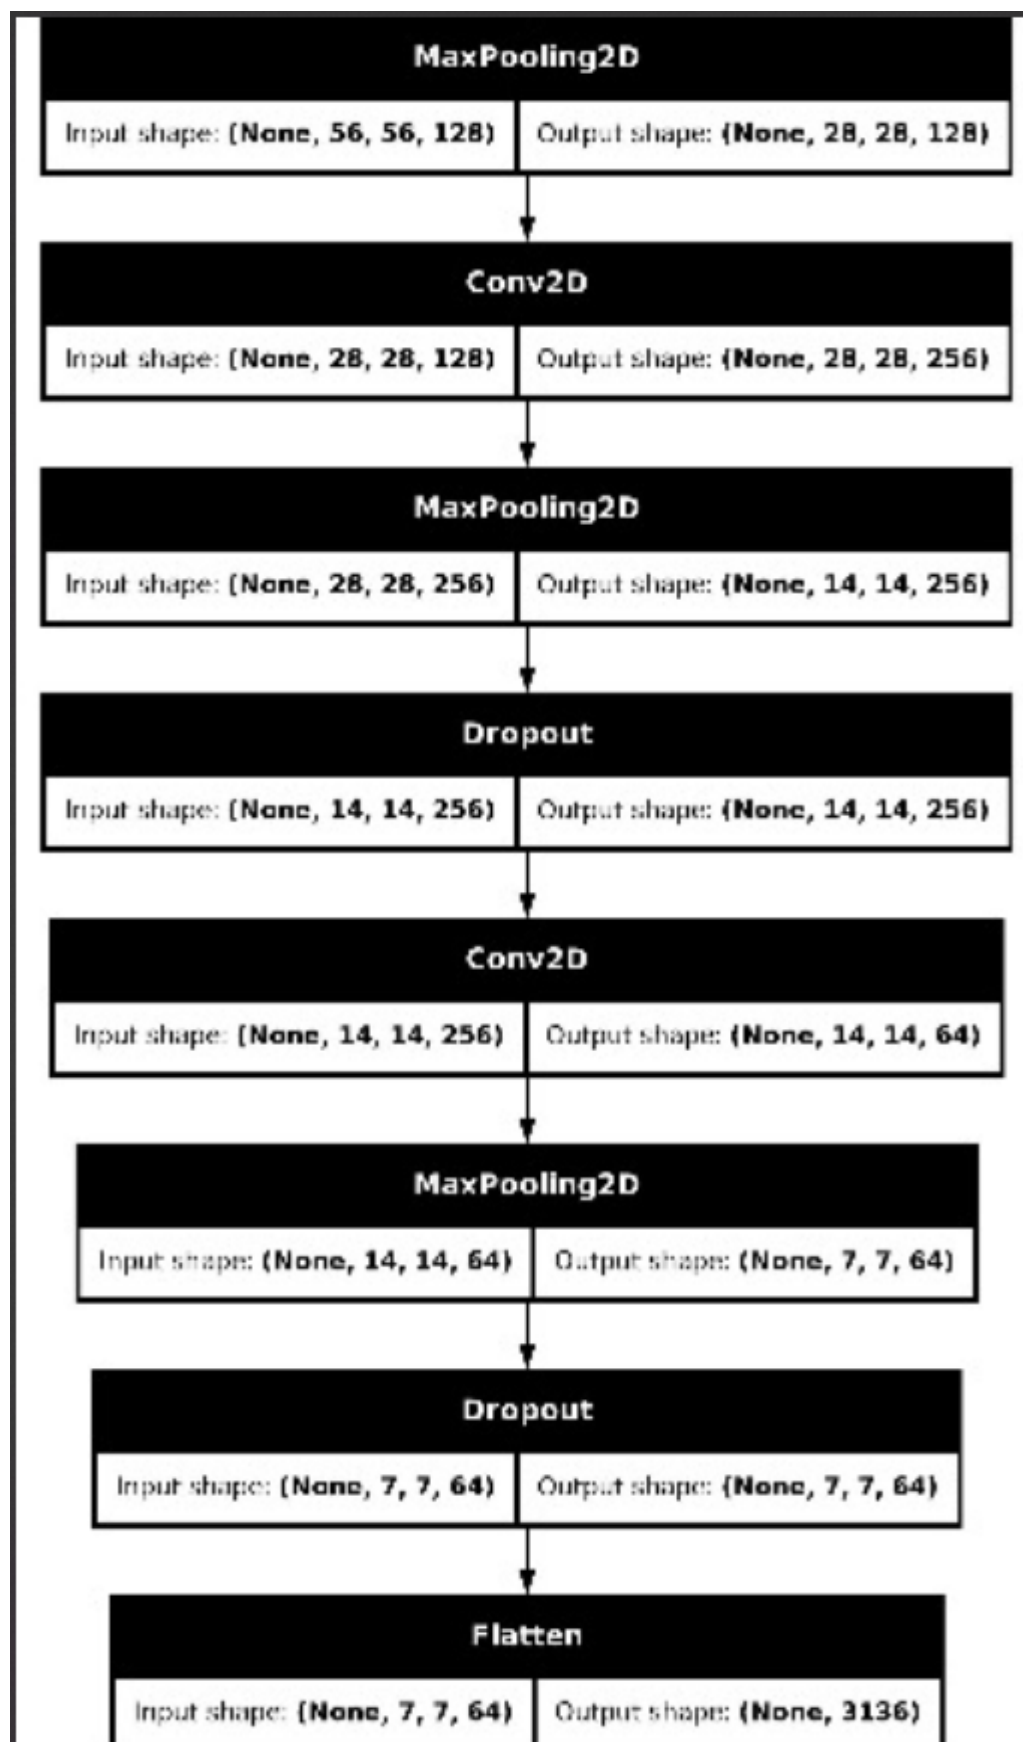 MaxPooling2D
Input shape: (None, 56, 56, 128) Output shape: (None, 28, 28, 128)
Conv2D
Input shape: (None, 28, 28, 128) Output shape: (None, 28, 28, 256)
MaxPooling2D
Input shape: (None, 28, 28, 256) Output shape: (None, 14, 14, 256)
Dropout
Input shape: (None, 14, 14, 256) Output shape: (None, 14, 14, 256)
Conv2D
Input shape: (None, 14, 14, 256) Output shape: (None, 14, 14, 64)
MaxPooling2D
Input shape: (None, 14, 14, 64) Output shape: (None, 7, 7, 64)
Dropout
Input shape: (None, 7, 7, 64) Output shape: (None, 7, 7, 64)
Flatten
Input shape: (None, 7, 7, 64) Output shape: (None, 3136)